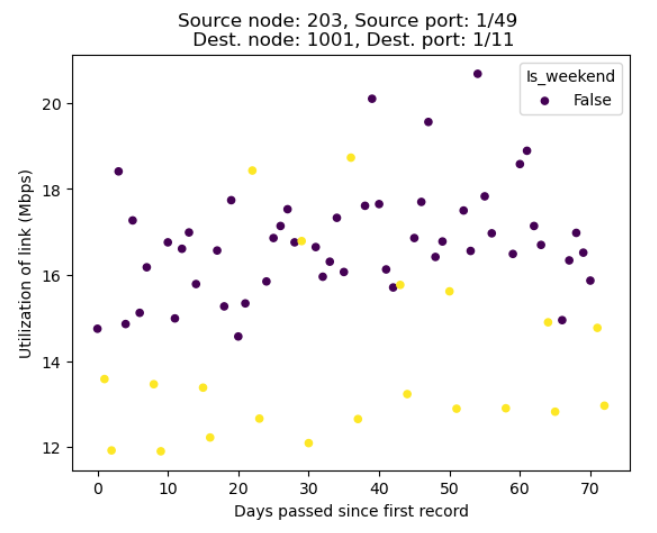 Source node: 203, Source port: 1/49
Dest. node: 1001, Dest. port: 1/11
Is_weekend
False
Utilization of link (Mbps)
20
18
16
14
12
0 10 20 30 40 50 60 70
Days passed since first record